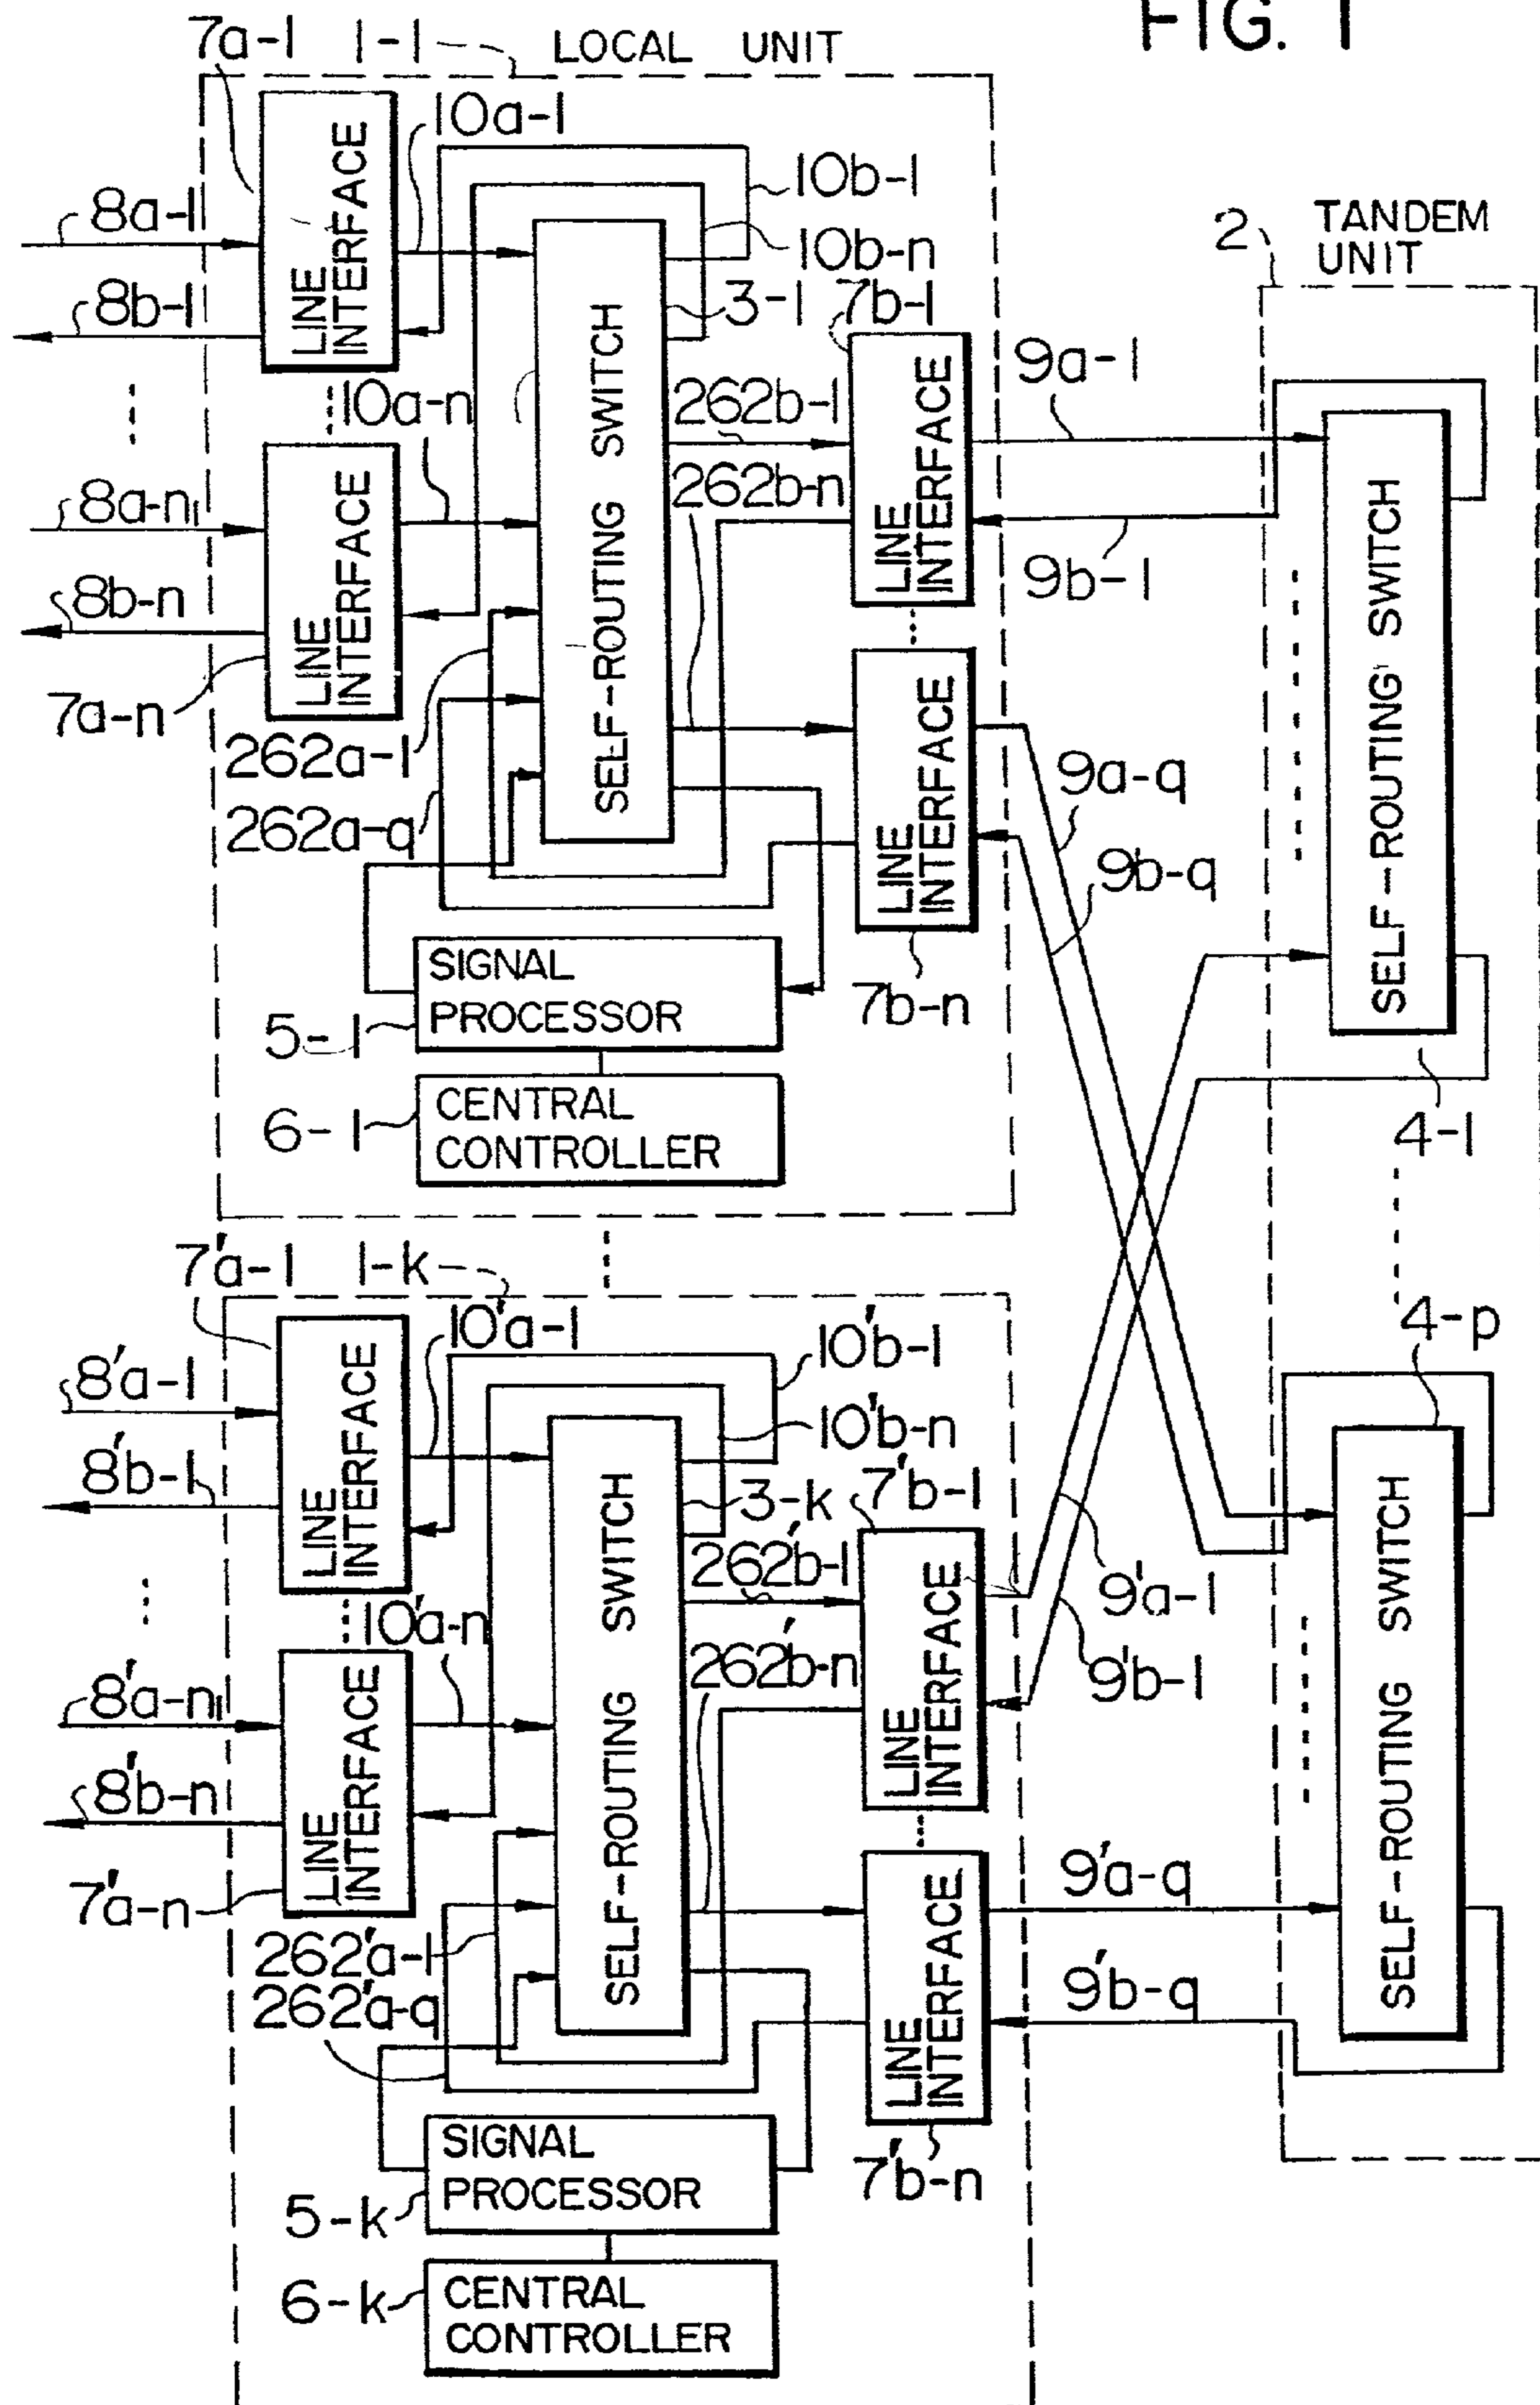 FIG. 1
7a-1
1-1
LOCAL UNIT
10a-1
LINE
INTERFACE
8a-1
8b-1
10b-1
10b-n
3-1
7b-1
2
TANDEM
UNIT
10a-n
SELF-ROUTING SWITCH
262b-1
LINE
INTERFACE
9a-1
8a-n
LINE
INTERFACE
262b-n
9b-1
SELF-ROUTING SWITCH
8b-n
7a-n
262a-1
262a-q
LINE
INTERFACE
9a-q
9b-q
SIGNAL
PROCESSOR
5-1
7b-n
CENTRAL
CONTROLLER
6-1
4-1
7'a-1
1-k
10'a-1
LINE
INTERFACE
10'b-1
4-p
8'a-1
10'b-n
8'b-1
3-k
7'b-1
SELF-ROUTING SWITCH
262'b-1
LINE
INTERFACE
9'a-1
SELF-ROUTING SWITCH
10'a-n
262'b-n
9'b-1
8'a-n
LINE
INTERFACE
8'b-n
9'a-q
7'a-n
262'a-1
262'a-q
LINE
INTERFACE
9'b-q
SIGNAL
PROCESSOR
5-k
7'b-n
CENTRAL
CONTROLLER
6-k